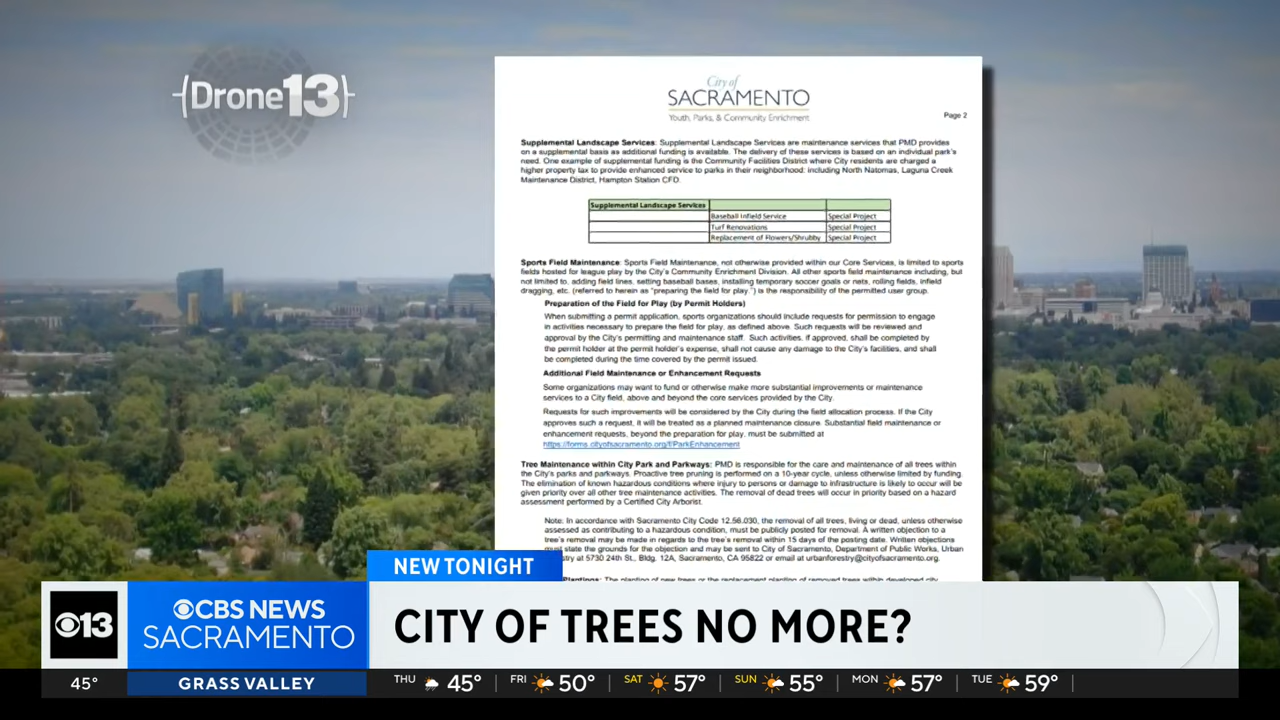 Drone13
City of
SACRAMENTO
Youth, Parks, & Community Enrichment
Page 2
Supplemental Landscape Services: Supplemental Landscape Services are maintenance services that PMD provides
on a supplemental basis as additional funding is available. The delivery of these services is based on an individual park's
need. One example of supplemental funding is the Community Facilities District where City residents are charged a
higher property tax to provide enhanced service to parks in their neighborhood: including North Natomas, Laguna Creek
Maintenance District, Hampton Station CFD.
Supplemental Landscape Services
Baseball Infield Service Special Project
Turf Renovations Special Project
Replacement of Flowers/Shrubby Special Project
Sports Field Maintenance: Sports Field Maintenance, not otherwise provided within our Core Services, is limited to sports
fields hosted for league play by the City's Community Enrichment Division. All other sports field maintenance including, but
not limited to, adding field lines, setting baseball bases, installing temporary soccer goals or nets, rolling fields, infield
dragging, etc. (referred to herein as "preparing the field for play.") is the responsibility of the permitted user group.
Preparation of the Field for Play (by Permit Holders)
When submitting a permit application, sports organizations should include requests for permission to engage
in activities necessary to prepare the field for play, as defined above. Such requests will be reviewed and
approval by the City's permitting and maintenance staff. Such activities, if approved, shall be completed by
the permit holder at the permit holder's expense, shall not cause any damage to the City's facilities, and shall
be completed during the time covered by the permit issued.
Additional Field Maintenance or Enhancement Requests
Some organizations may want to fund or otherwise make more substantial improvements or maintenance
services to a City field, above and beyond the core services provided by the City.
Requests for such improvements will be considered by the City during the field allocation process. If the City
approves such a request, it will be treated as a planned maintenance closure. Substantial field maintenance or
enhancement requests, beyond the preparation for play, must be submitted at
https://forms.cityofsacramento.org/f/ParkEnhancement
Tree Maintenance within City Park and Parkways: PMD is responsible for the care and maintenance of all trees within
the City's parks and parkways. Proactive tree pruning is performed on a 10-year cycle, unless otherwise limited by funding.
The elimination of known hazardous conditions where injury to persons or damage to infrastructure is likely to occur will be
given priority over all other tree maintenance activities. The removal of dead trees will occur in priority based on a hazard
assessment performed by a Certified City Arborist.
Note: In accordance with Sacramento City Code 12.56.030, the removal of all trees, living or dead, unless otherwise
assessed as contributing to a hazardous condition, must be publicly posted for removal. A written objection to a
tree's removal may be made in regards to the tree's removal within 15 days of the posting date. Written objections
must state the grounds for the objection and may be sent to City of Sacramento, Department of Public Works, Urban
stry at 5730 24th St., Bldg. 12A, Sacramento, CA 95822 or email at urbanforestry@cityofsacramento.org.
Plantings: The planting of new trees or the replacement planting of removed trees within developed city
NEW TONIGHT
13
CBS NEWS
SACRAMENTO
CITY OF TREES NO MORE?
45° GRASS VALLEY THU 45° FRI 50° SAT 57° SUN 55° MON 57° TUE 59°